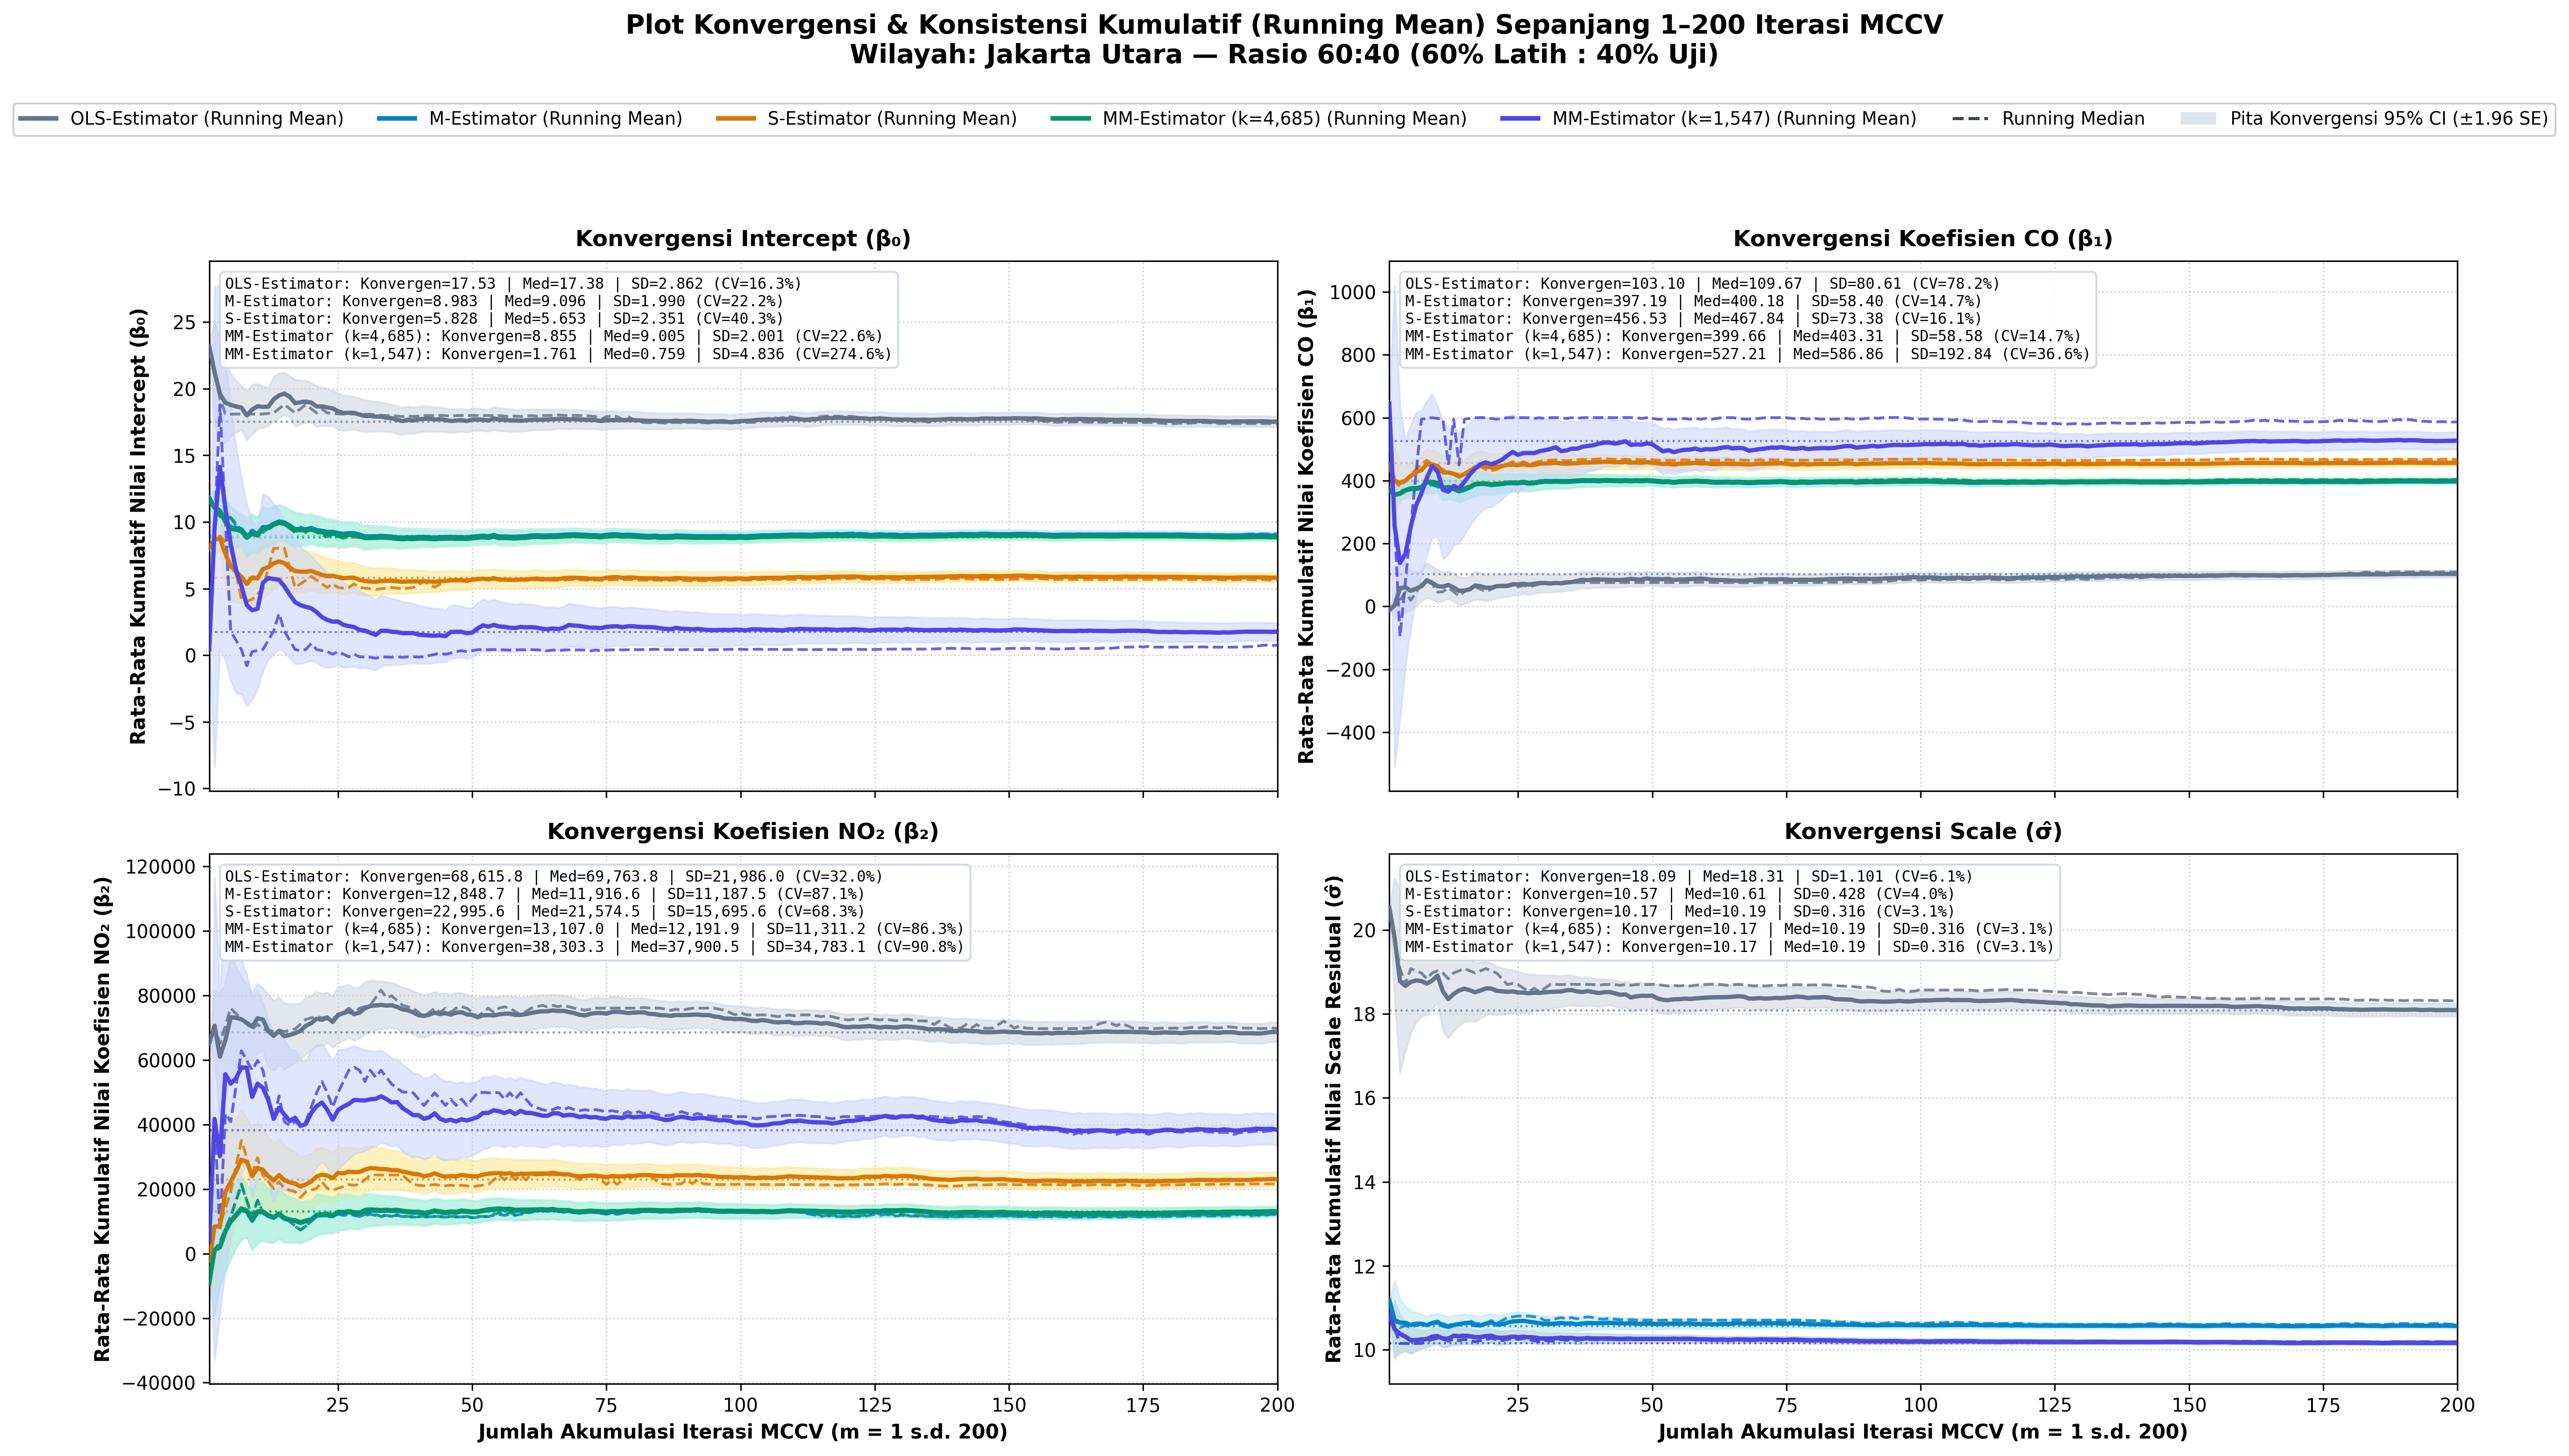 Plot Konvergensi & Konsistensi Kumulatif (Running Mean) Sepanjang 1–200 Iterasi MCCV
Wilayah: Jakarta Utara — Rasio 60:40 (60% Latih : 40% Uji)
OLS-Estimator (Running Mean)
M-Estimator (Running Mean)
S-Estimator (Running Mean)
MM-Estimator (k=4,685) (Running Mean)
MM-Estimator (k=1,547) (Running Mean)
Running Median
Pita Konvergensi 95% CI (±1.96 SE)
Konvergensi Intercept (β₀)
OLS-Estimator: Konvergen=17.53 | Med=17.38 | SD=2.862 (CV=16.3%)
M-Estimator: Konvergen=8.983 | Med=9.096 | SD=1.990 (CV=22.2%)
S-Estimator: Konvergen=5.828 | Med=5.653 | SD=2.351 (CV=40.3%)
MM-Estimator (k=4,685): Konvergen=8.855 | Med=9.005 | SD=2.001 (CV=22.6%)
MM-Estimator (k=1,547): Konvergen=1.761 | Med=0.759 | SD=4.836 (CV=274.6%)
Rata-Rata Kumulatif Nilai Intercept (β₀)
25
20
15
10
5
0
−5
−10
Konvergensi Koefisien CO (β₁)
OLS-Estimator: Konvergen=103.10 | Med=109.67 | SD=80.61 (CV=78.2%)
M-Estimator: Konvergen=397.19 | Med=400.18 | SD=58.40 (CV=14.7%)
S-Estimator: Konvergen=456.53 | Med=467.84 | SD=73.38 (CV=16.1%)
MM-Estimator (k=4,685): Konvergen=399.66 | Med=403.31 | SD=58.58 (CV=14.7%)
MM-Estimator (k=1,547): Konvergen=527.21 | Med=586.86 | SD=192.84 (CV=36.6%)
Rata-Rata Kumulatif Nilai Koefisien CO (β₁)
1000
800
600
400
200
0
−200
−400
Konvergensi Koefisien NO₂ (β₂)
OLS-Estimator: Konvergen=68,615.8 | Med=69,763.8 | SD=21,986.0 (CV=32.0%)
M-Estimator: Konvergen=12,848.7 | Med=11,916.6 | SD=11,187.5 (CV=87.1%)
S-Estimator: Konvergen=22,995.6 | Med=21,574.5 | SD=15,695.6 (CV=68.3%)
MM-Estimator (k=4,685): Konvergen=13,107.0 | Med=12,191.9 | SD=11,311.2 (CV=86.3%)
MM-Estimator (k=1,547): Konvergen=38,303.3 | Med=37,900.5 | SD=34,783.1 (CV=90.8%)
Rata-Rata Kumulatif Nilai Koefisien NO₂ (β₂)
120000
100000
80000
60000
40000
20000
0
−20000
−40000
25 50 75 100 125 150 175 200
Jumlah Akumulasi Iterasi MCCV (m = 1 s.d. 200)
Konvergensi Scale (σ̂)
OLS-Estimator: Konvergen=18.09 | Med=18.31 | SD=1.101 (CV=6.1%)
M-Estimator: Konvergen=10.57 | Med=10.61 | SD=0.428 (CV=4.0%)
S-Estimator: Konvergen=10.17 | Med=10.19 | SD=0.316 (CV=3.1%)
MM-Estimator (k=4,685): Konvergen=10.17 | Med=10.19 | SD=0.316 (CV=3.1%)
MM-Estimator (k=1,547): Konvergen=10.17 | Med=10.19 | SD=0.316 (CV=3.1%)
Rata-Rata Kumulatif Nilai Scale Residual (σ̂)
20
18
16
14
12
10
25 50 75 100 125 150 175 200
Jumlah Akumulasi Iterasi MCCV (m = 1 s.d. 200)